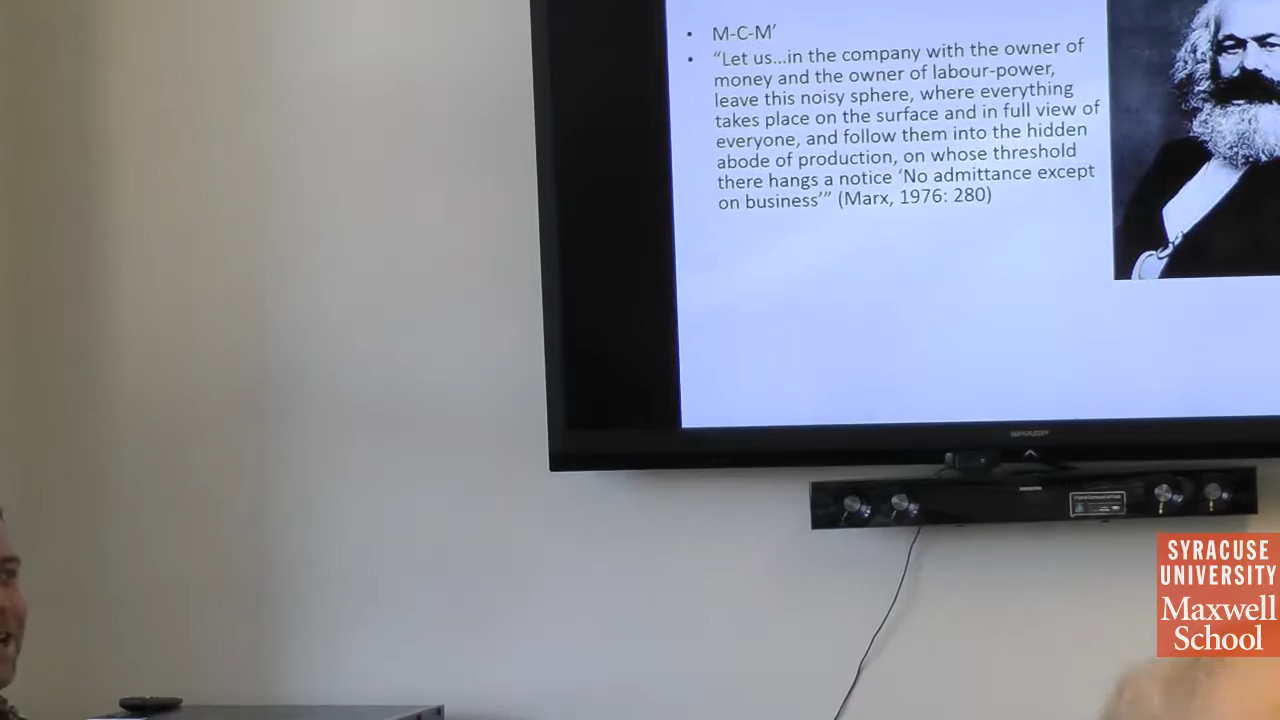 • M-C-M'
• “Let us...in the company with the owner of
money and the owner of labour-power,
leave this noisy sphere, where everything
takes place on the surface and in full view of
everyone, and follow them into the hidden
abode of production, on whose threshold
there hangs a notice ‘No admittance except
on business’” (Marx, 1976: 280)
SHARP
SYRACUSE
UNIVERSITY
Maxwell
School